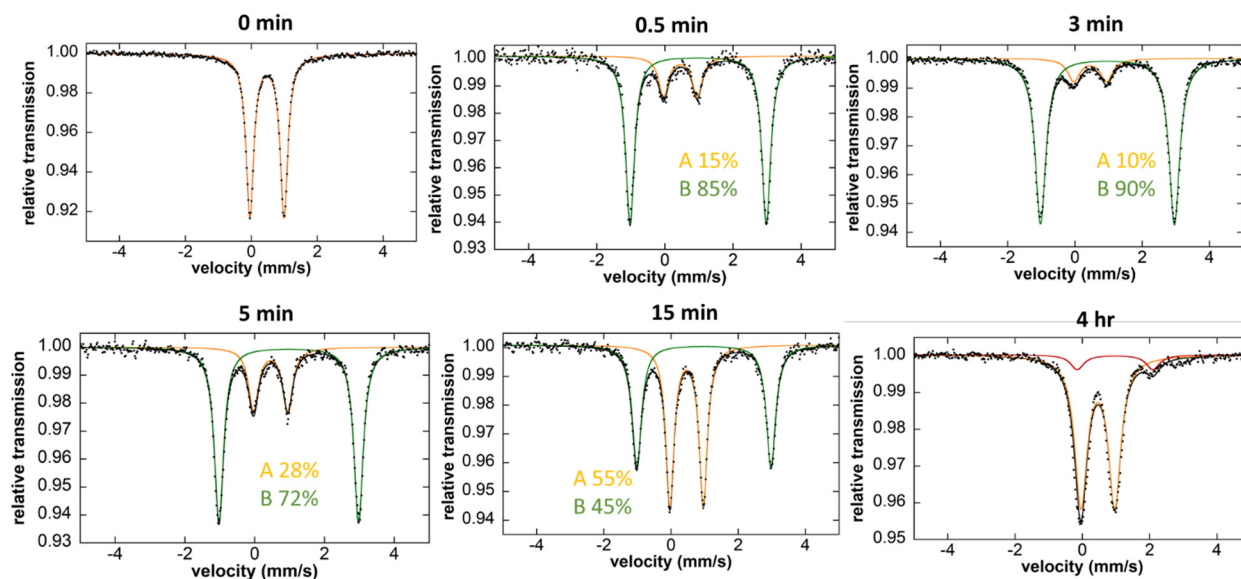 0 min
relative transmission
1.00
0.98
0.96
0.94
0.92
-4 -2 0 2 4
velocity (mm/s)
0.5 min
relative transmission
1.00
0.99
0.98
0.97
0.96
0.95
0.94
0.93
A 15%
B 85%
-4 -2 0 2 4
velocity (mm/s)
3 min
relative transmission
1.00
0.99
0.98
0.97
0.96
0.95
0.94
A 10%
B 90%
-4 -2 0 2 4
velocity (mm/s)
5 min
relative transmission
1.00
0.99
0.98
0.97
0.96
0.95
0.94
0.93
A 28%
B 72%
-4 -2 0 2 4
velocity (mm/s)
15 min
relative transmission
1.00
0.99
0.98
0.97
0.96
0.95
0.94
A 55%
B 45%
-4 -2 0 2 4
velocity (mm/s)
4 hr
relative transmission
1.00
0.99
0.98
0.97
0.96
0.95
-4 -2 0 2 4
velocity (mm/s)